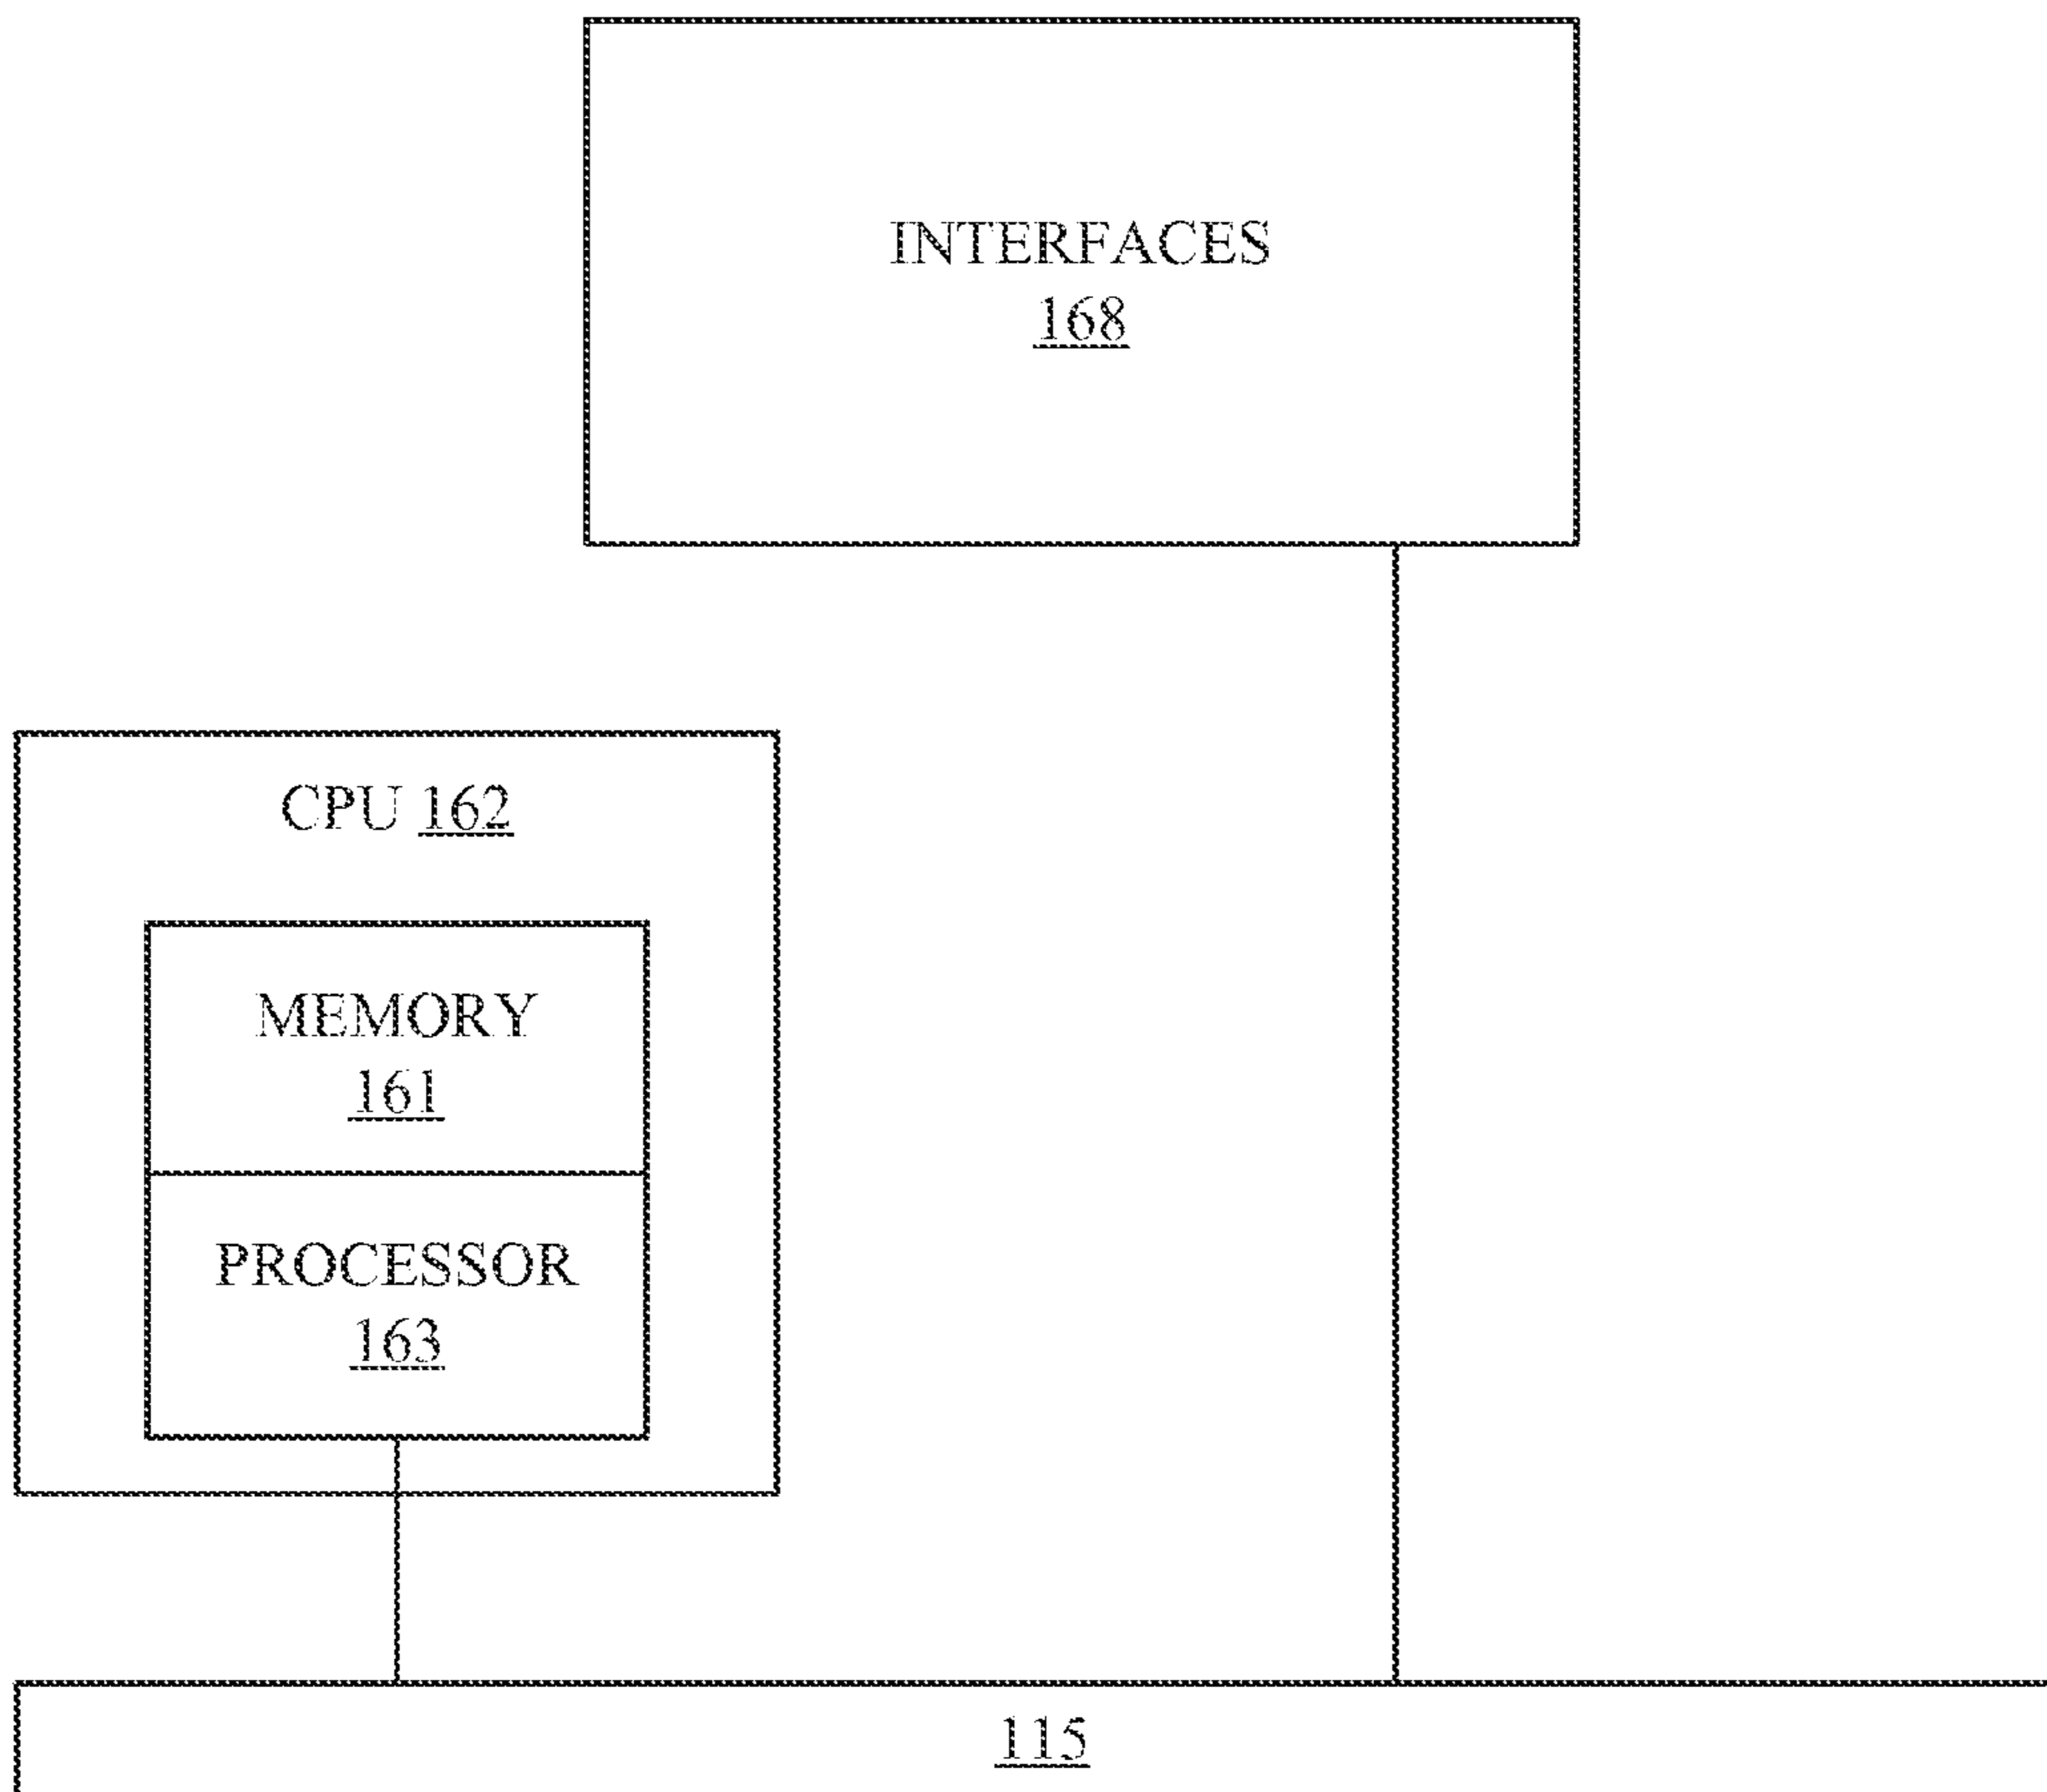 INTERFACES
168
CPU 162
MEMORY
161
PROCESSOR
163
115